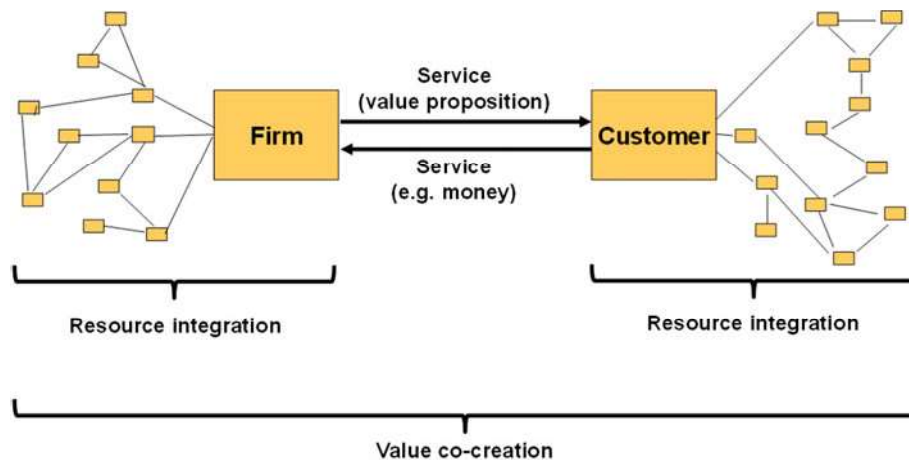 Service
(value proposition)
Firm
Customer
Service
(e.g. money)
Resource integration
Resource integration
Value co-creation